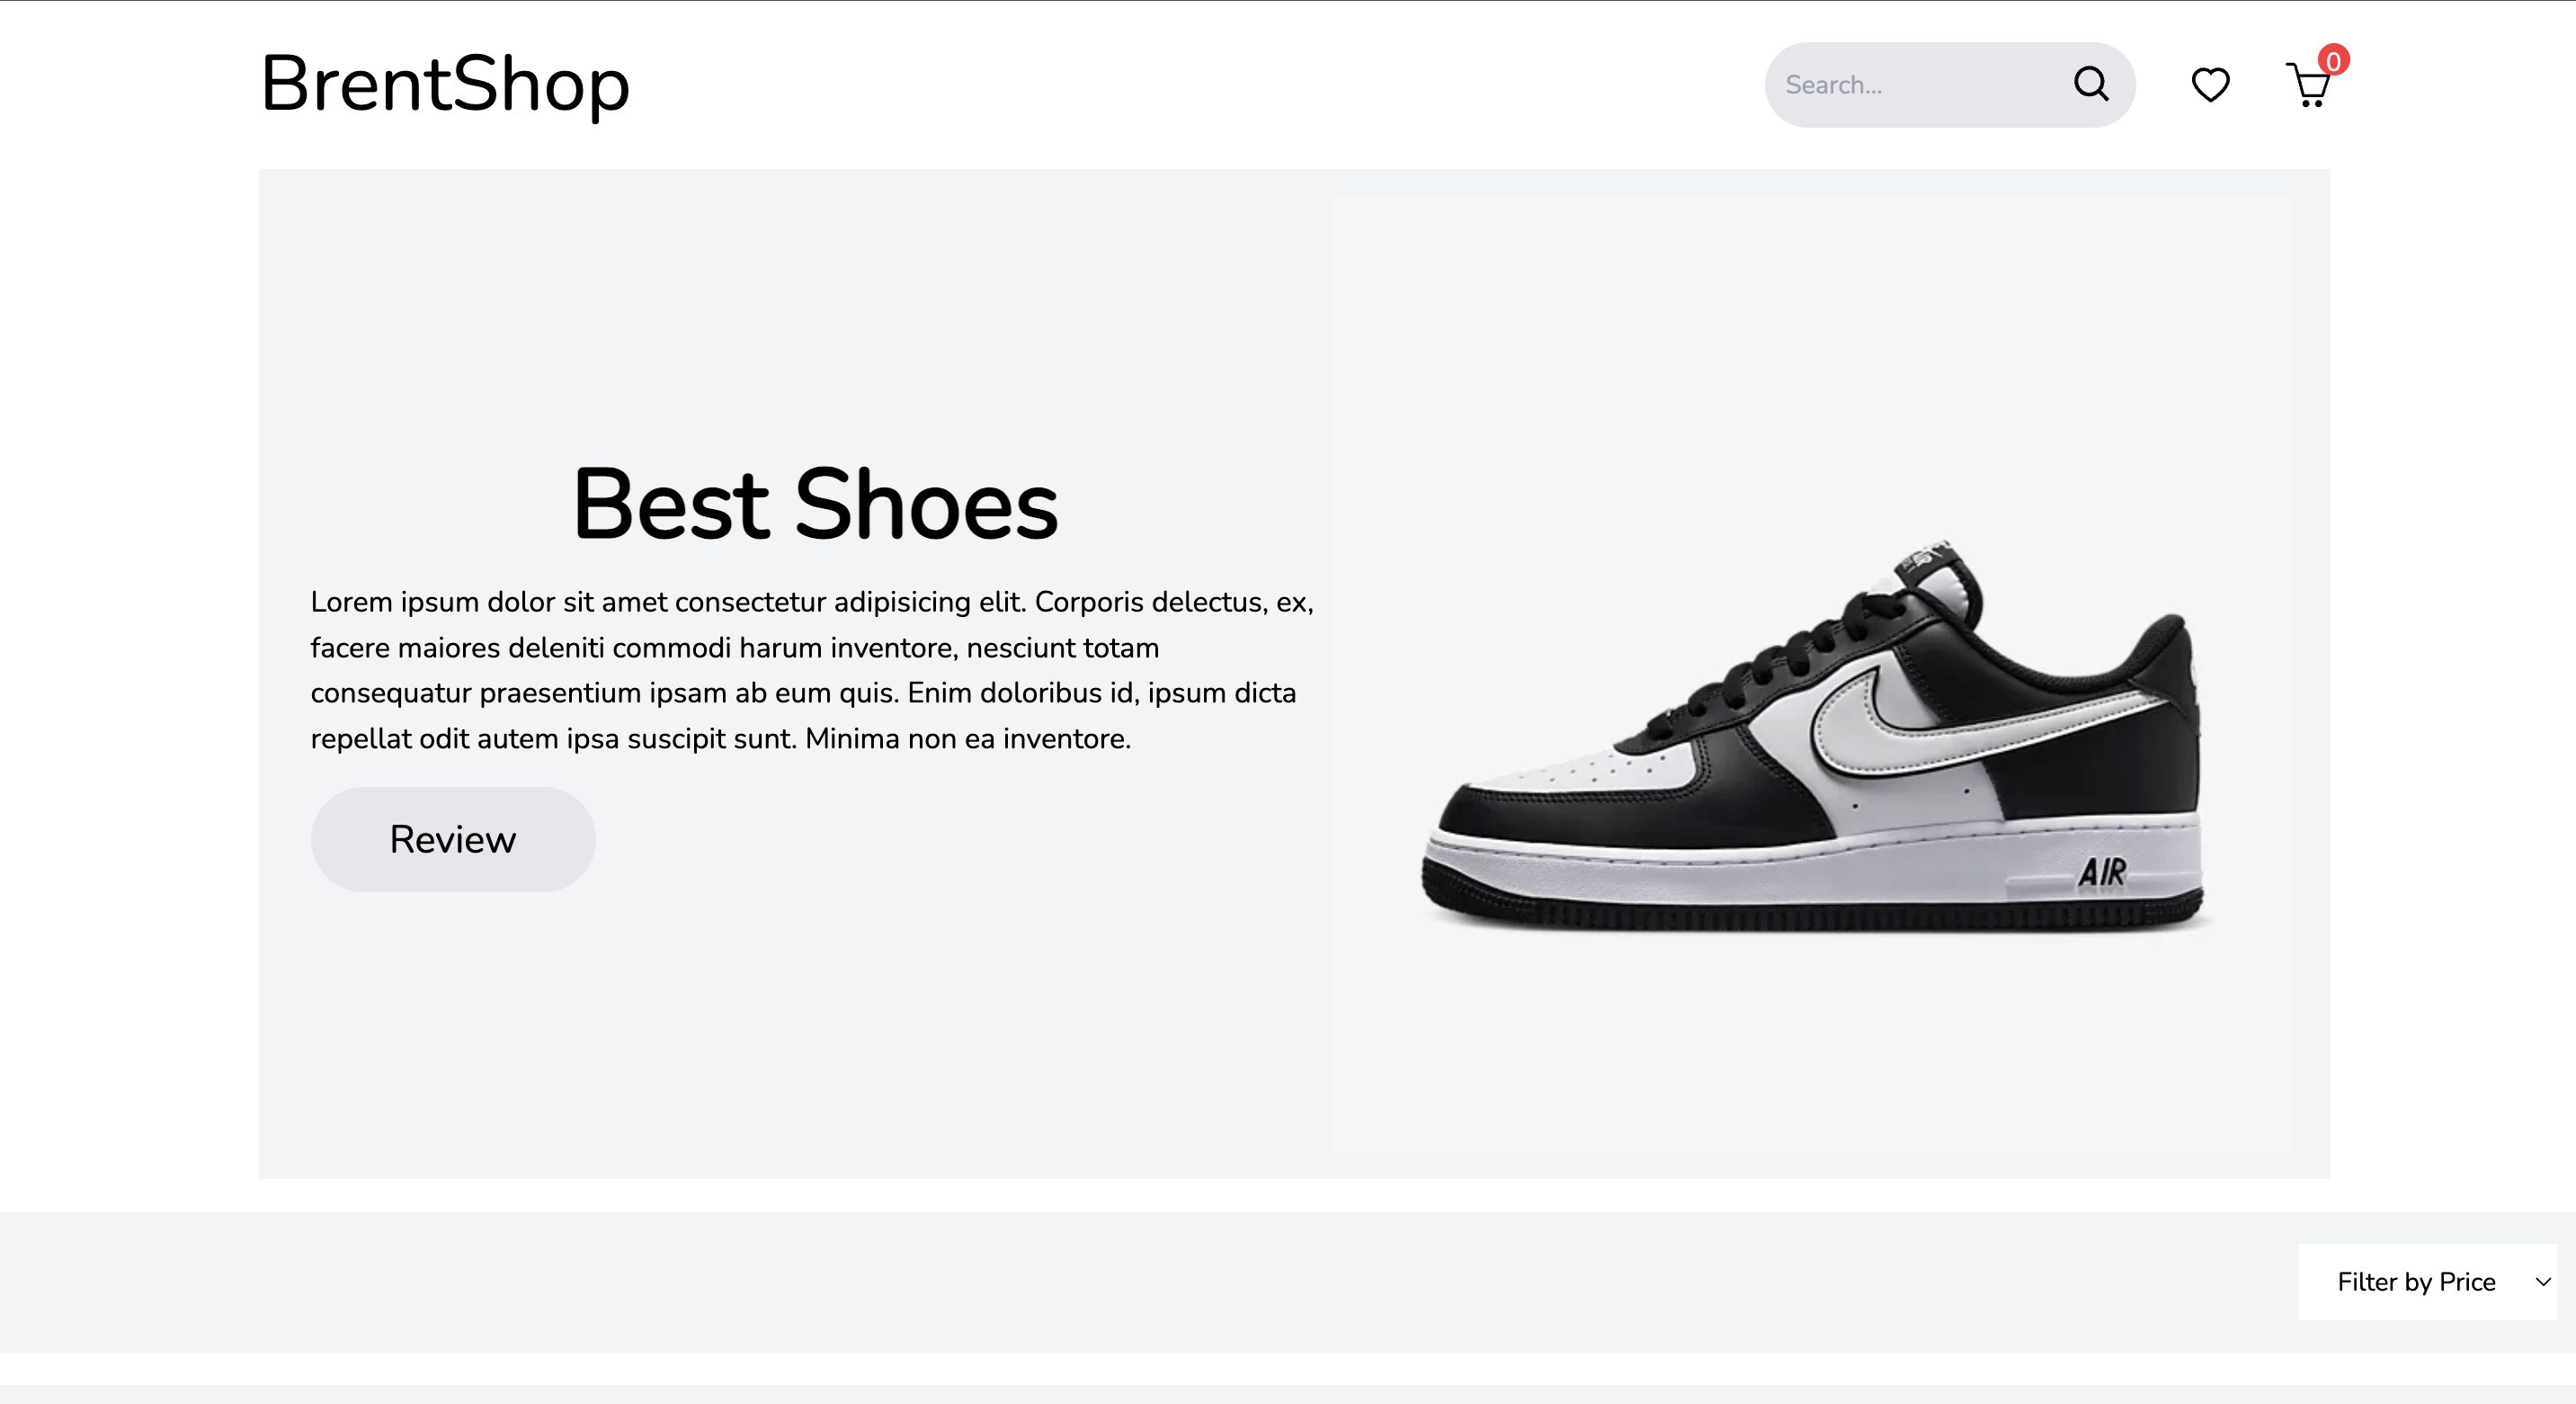 BrentShop
Search...
0
Best Shoes
Lorem ipsum dolor sit amet consectetur adipisicing elit. Corporis delectus, ex,
facere maiores deleniti commodi harum inventore, nesciunt totam
consequatur praesentium ipsam ab eum quis. Enim doloribus id, ipsum dicta
repellat odit autem ipsa suscipit sunt. Minima non ea inventore.
Review
AIR
Filter by Price